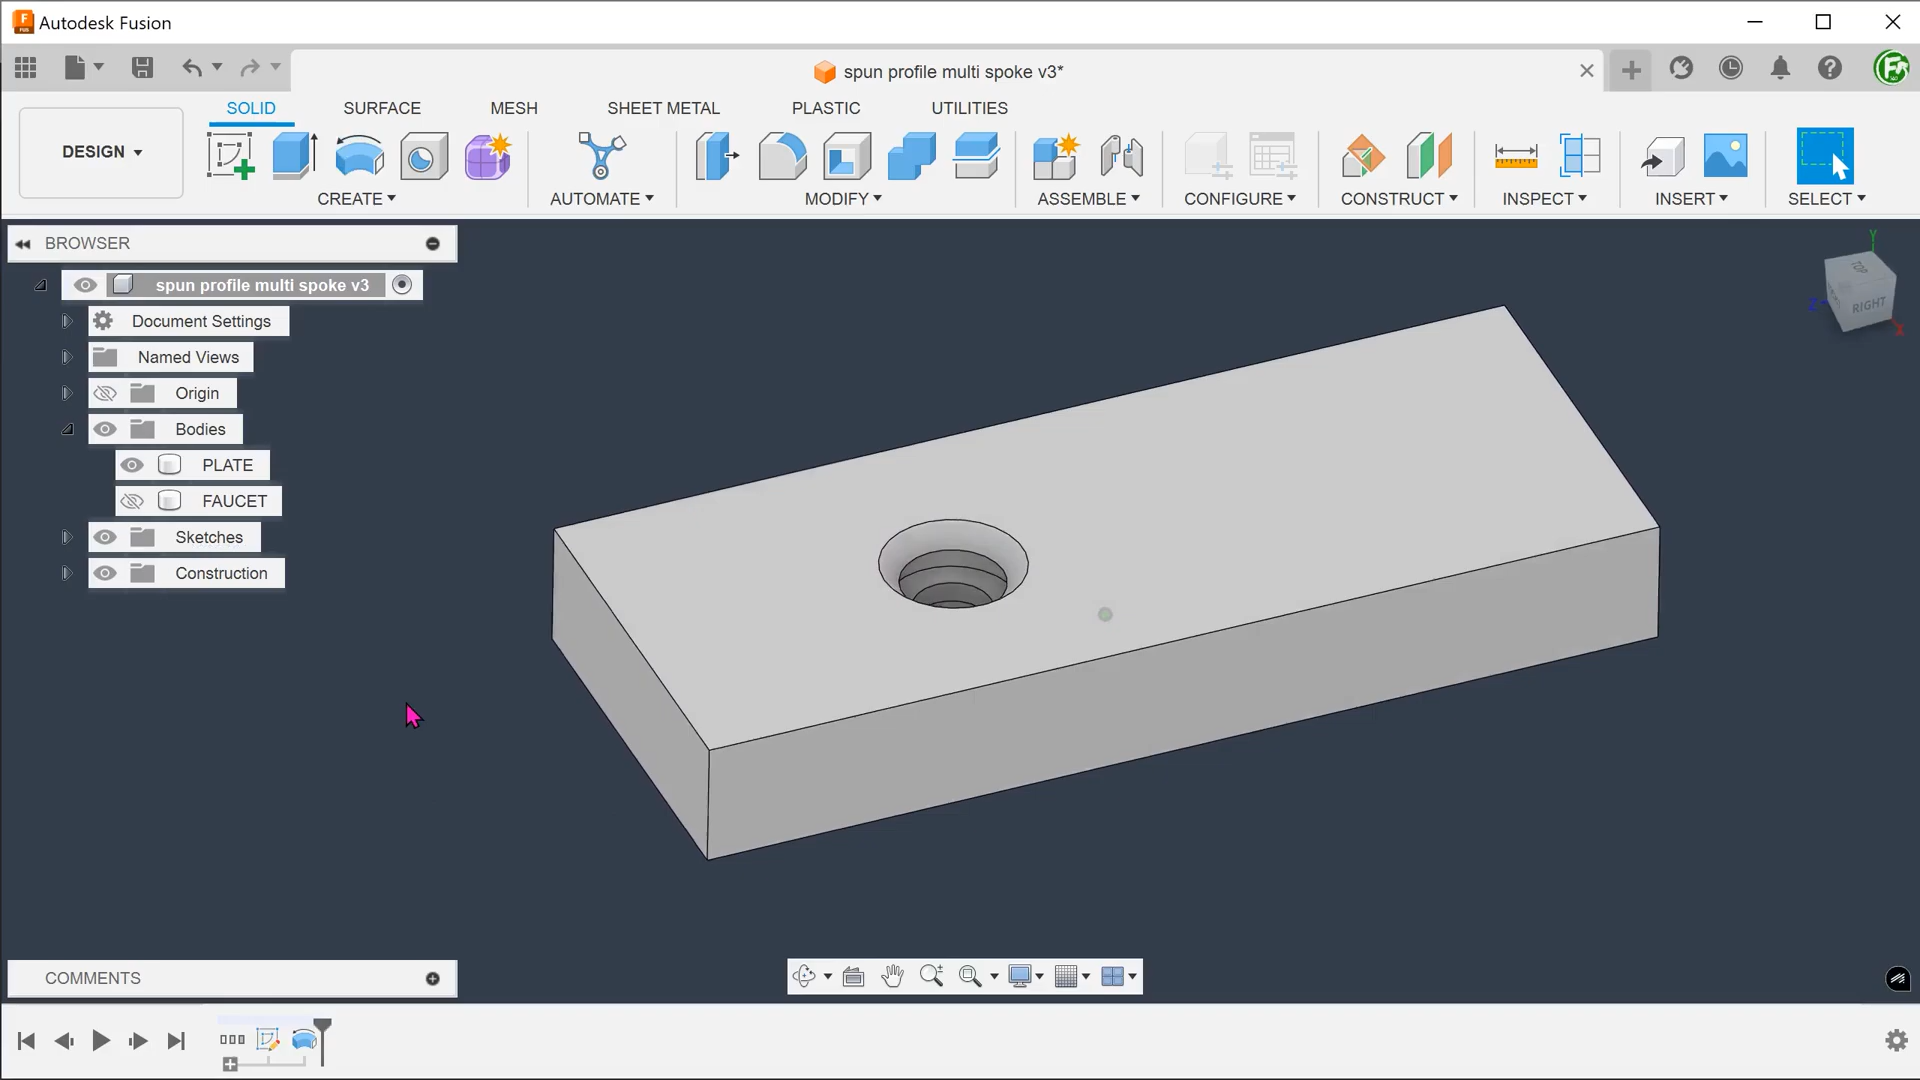 Autodesk Fusion
spun profile multi spoke v3*
SOLID SURFACE MESH SHEET METAL PLASTIC UTILITIES
DESIGN
CREATE AUTOMATE MODIFY ASSEMBLE CONFIGURE CONSTRUCT INSPECT INSERT SELECT
BROWSER
spun profile multi spoke v3
Document Settings
Named Views
Origin
Bodies
PLATE
FAUCET
Sketches
Construction
Y
TOP
Z
RIGHT
X
COMMENTS